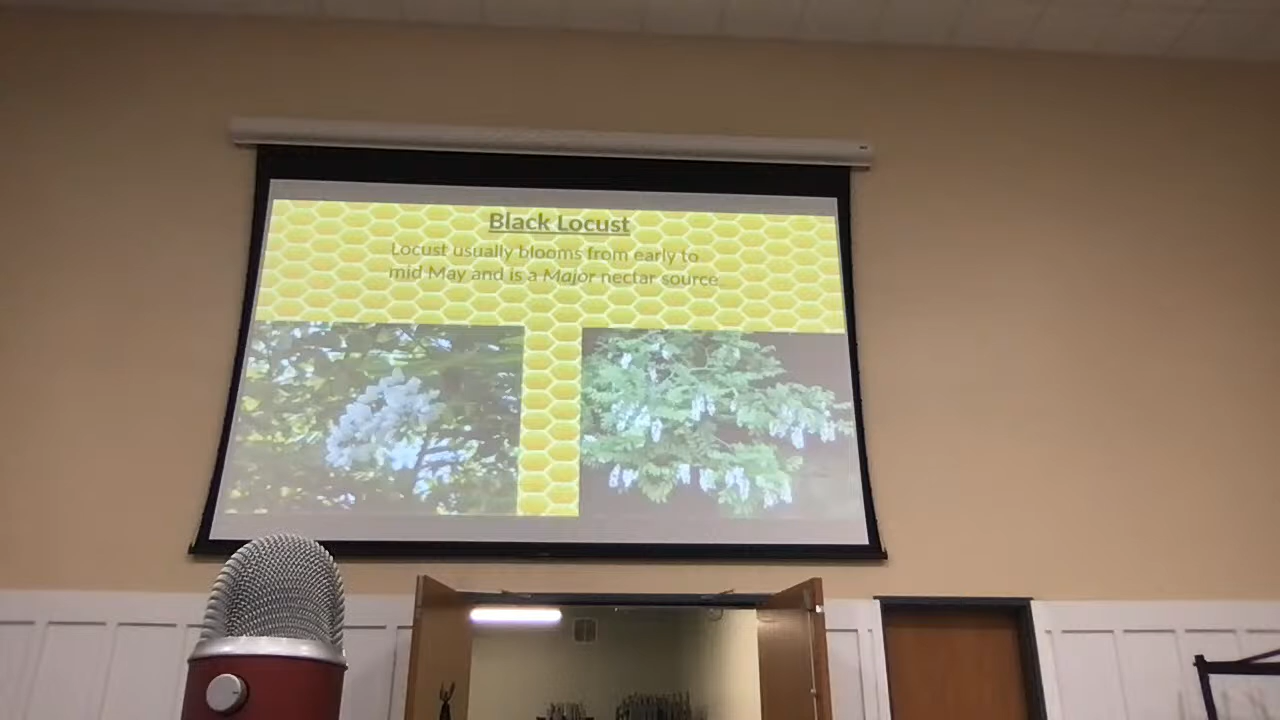 Black Locust
Locust usually blooms from early to
mid May and is a Major nectar source